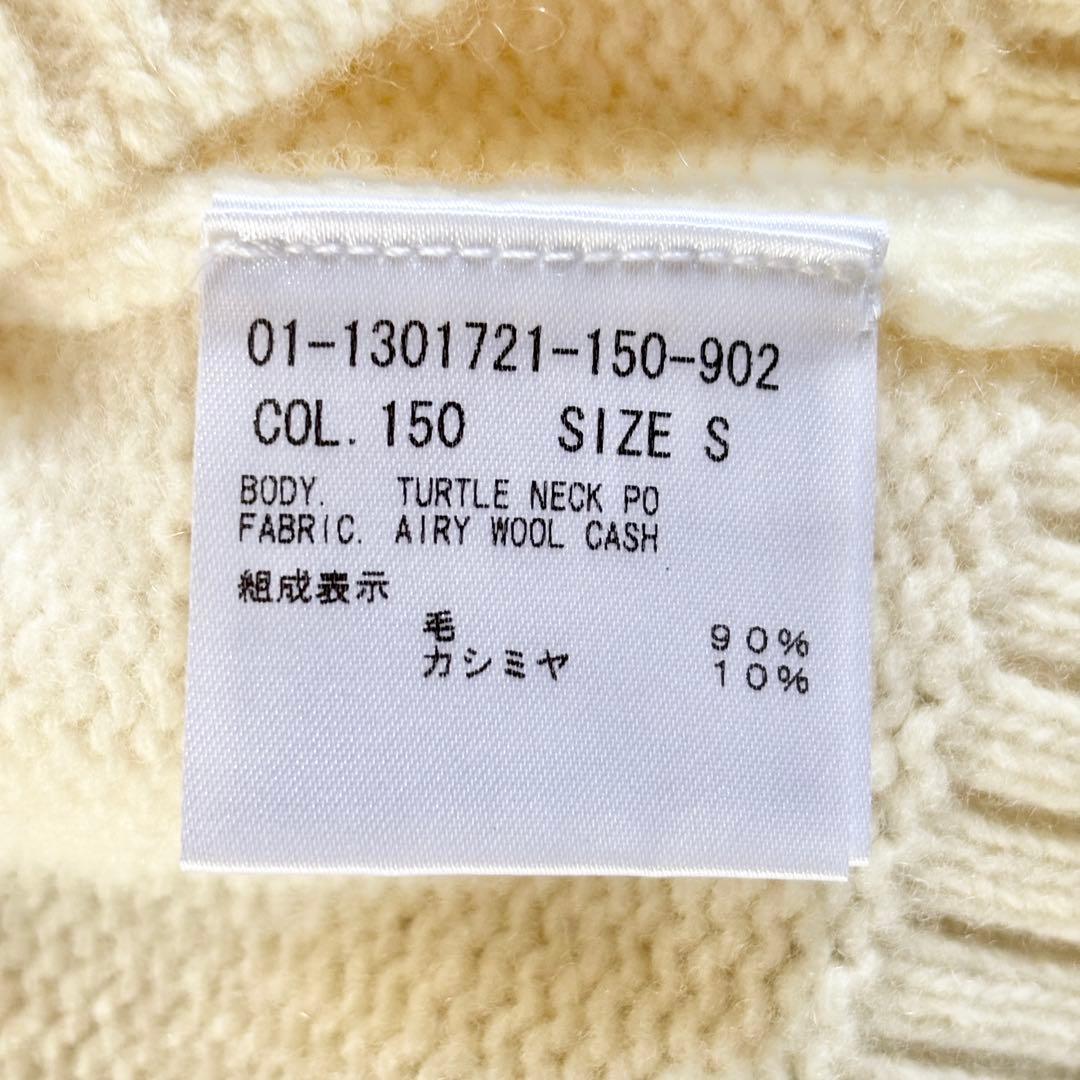 01-1301721-150-902
COL. 150 SIZE S
BODY. TURTLE NECK PO
FABRIC. AIRY WOOL CASH
組成表示
毛 90%
カシミヤ 10%